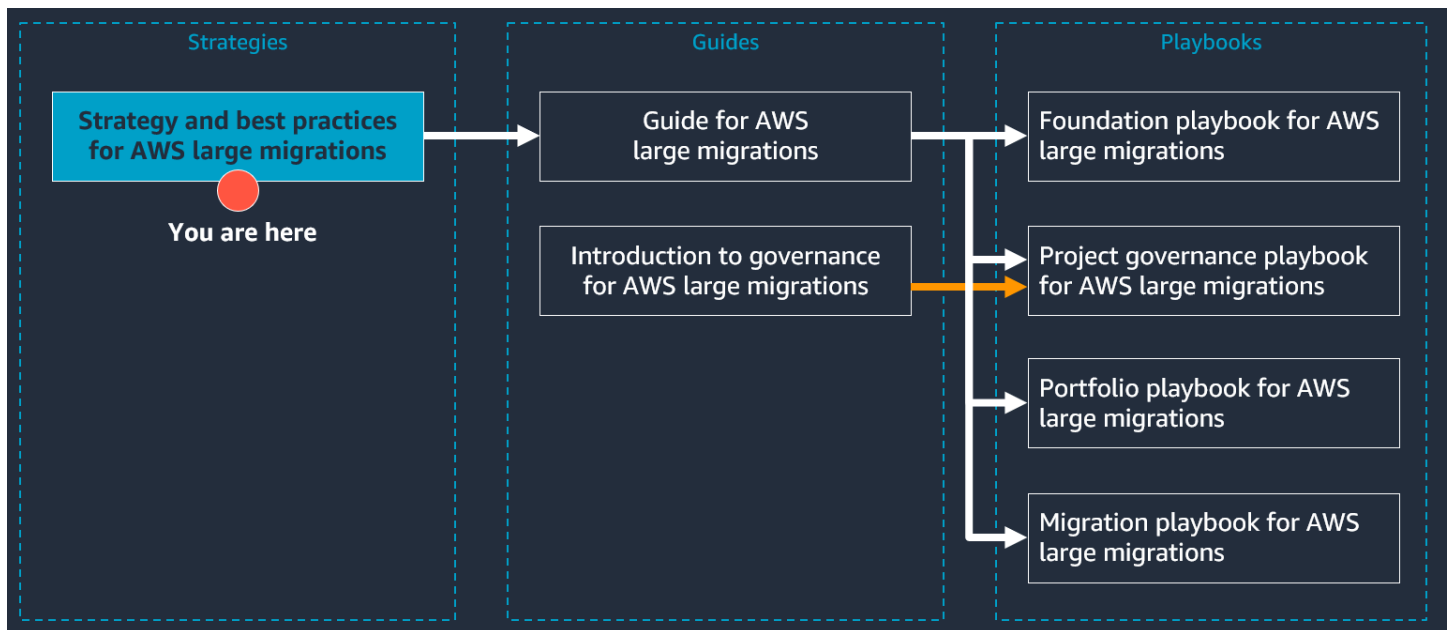 Strategies
Strategy and best practices
for AWS large migrations
You are here
Guides
Guide for AWS
large migrations
Introduction to governance
for AWS large migrations
Playbooks
Foundation playbook for AWS
large migrations
Project governance playbook
for AWS large migrations
Portfolio playbook for AWS
large migrations
Migration playbook for AWS
large migrations